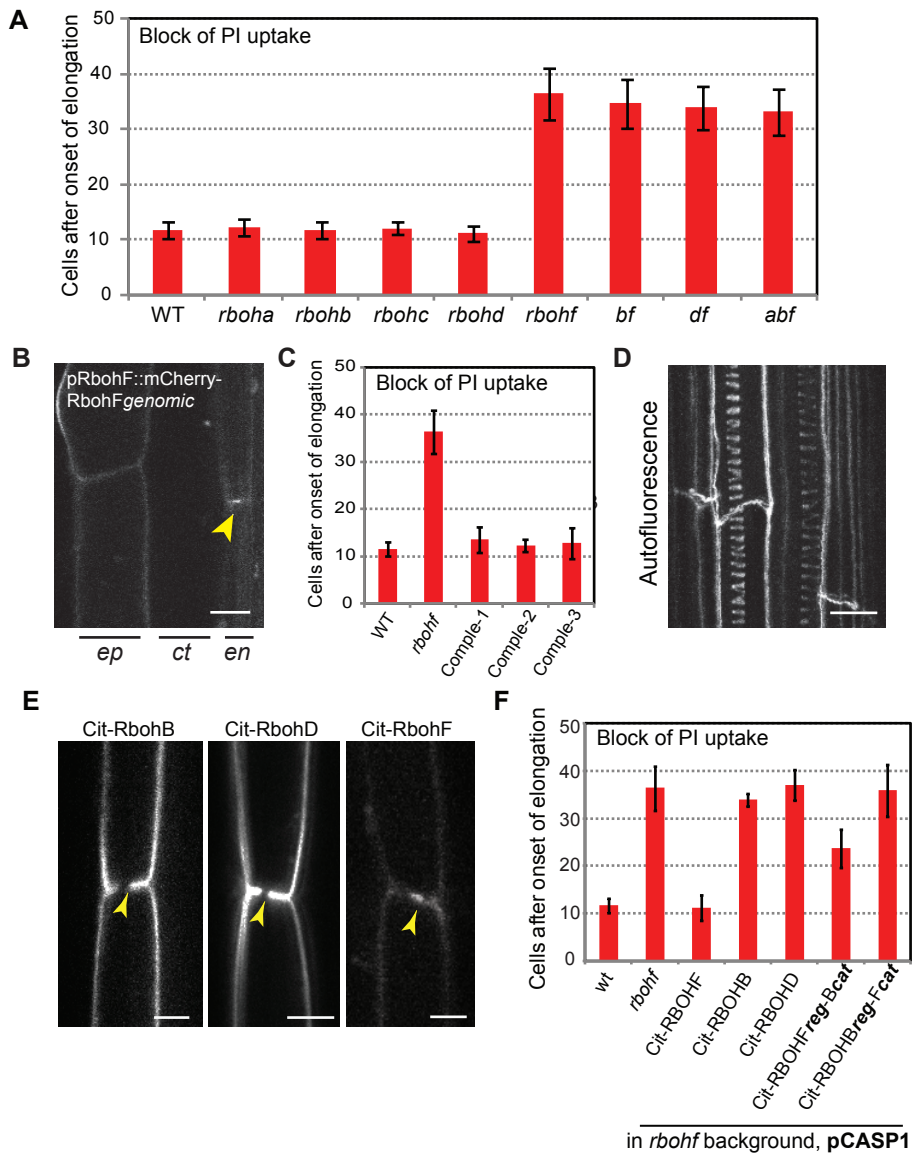 A
Block of PI uptake
Cells after onset of elongation
50
40
30
20
10
0
WT rboha rbohb rbohc rbohd rbohf bf df abf
B
pRbohF::mCherry-
RbohFgenomic
ep ct en
C
Block of PI uptake
Cells after onset of elongation
50
40
30
20
10
0
WT rbohf Comple-1 Comple-2 Comple-3
D
Autofluorescence
E
Cit-RbohB Cit-RbohD Cit-RbohF
F
Block of PI uptake
Cells after onset of elongation
50
40
30
20
10
0
wt rbohf Cit-RBOHF Cit-RBOHB Cit-RBOHD Cit-RBOHFreg-Bcat Cit-RBOHBreg-Fcat
in rbohf background, pCASP1